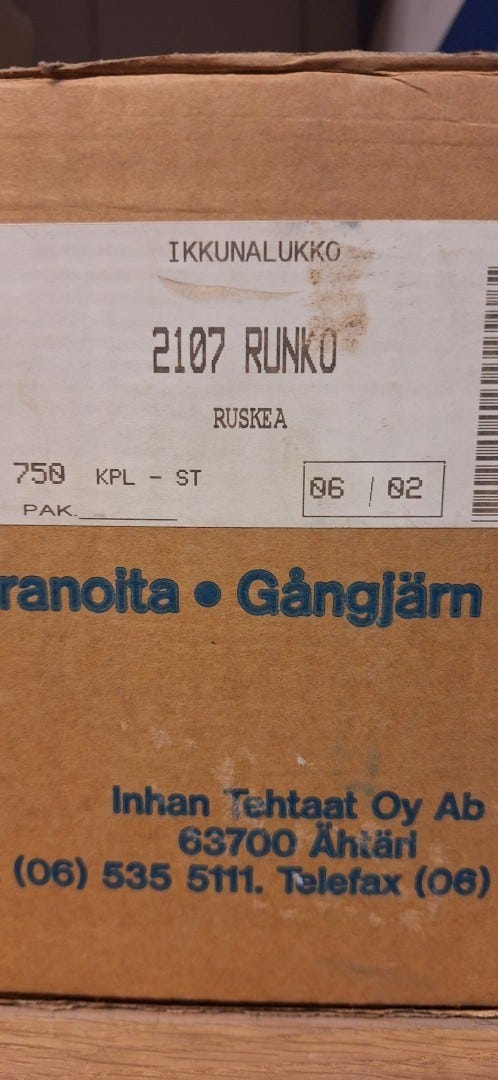 IKKUNALUKKO
2107 RUNKO
RUSKEA
750 KPL - ST
06 / 02
PAK.
ranoita • Gångjärn
Inhan Tehtaat Oy Ab
63700 Ähtäri
(06) 535 5111. Telefax (06)